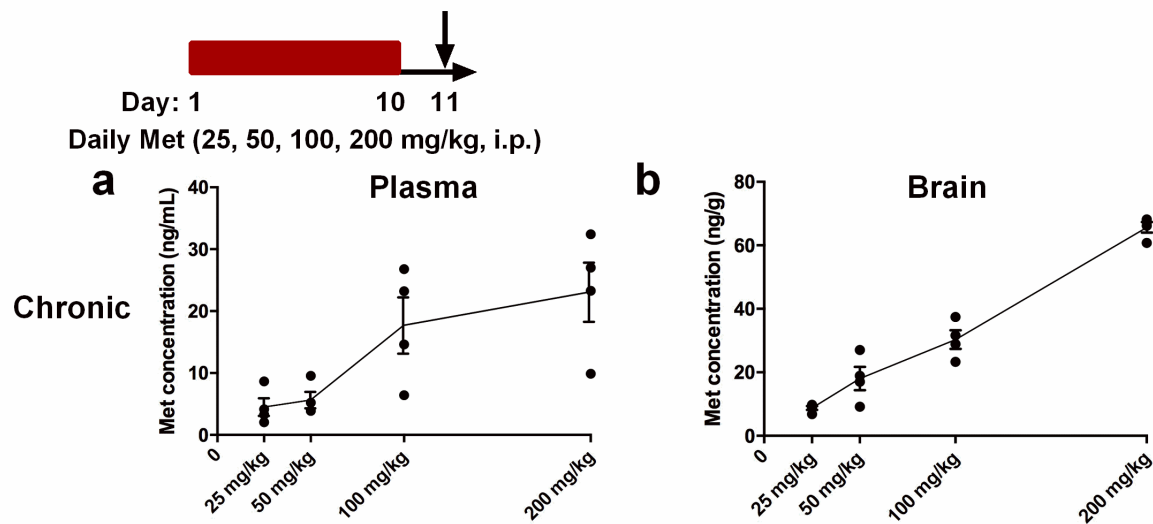 Day: 1 10 11
Daily Met (25, 50, 100, 200 mg/kg, i.p.)
Chronic
a
Plasma
Met concentration (ng/mL)
40
30
20
10
0
0
25 mg/kg
50 mg/kg
100 mg/kg
200 mg/kg
b
Brain
Met concentration (ng/g)
80
60
40
20
0
0
25 mg/kg
50 mg/kg
100 mg/kg
200 mg/kg